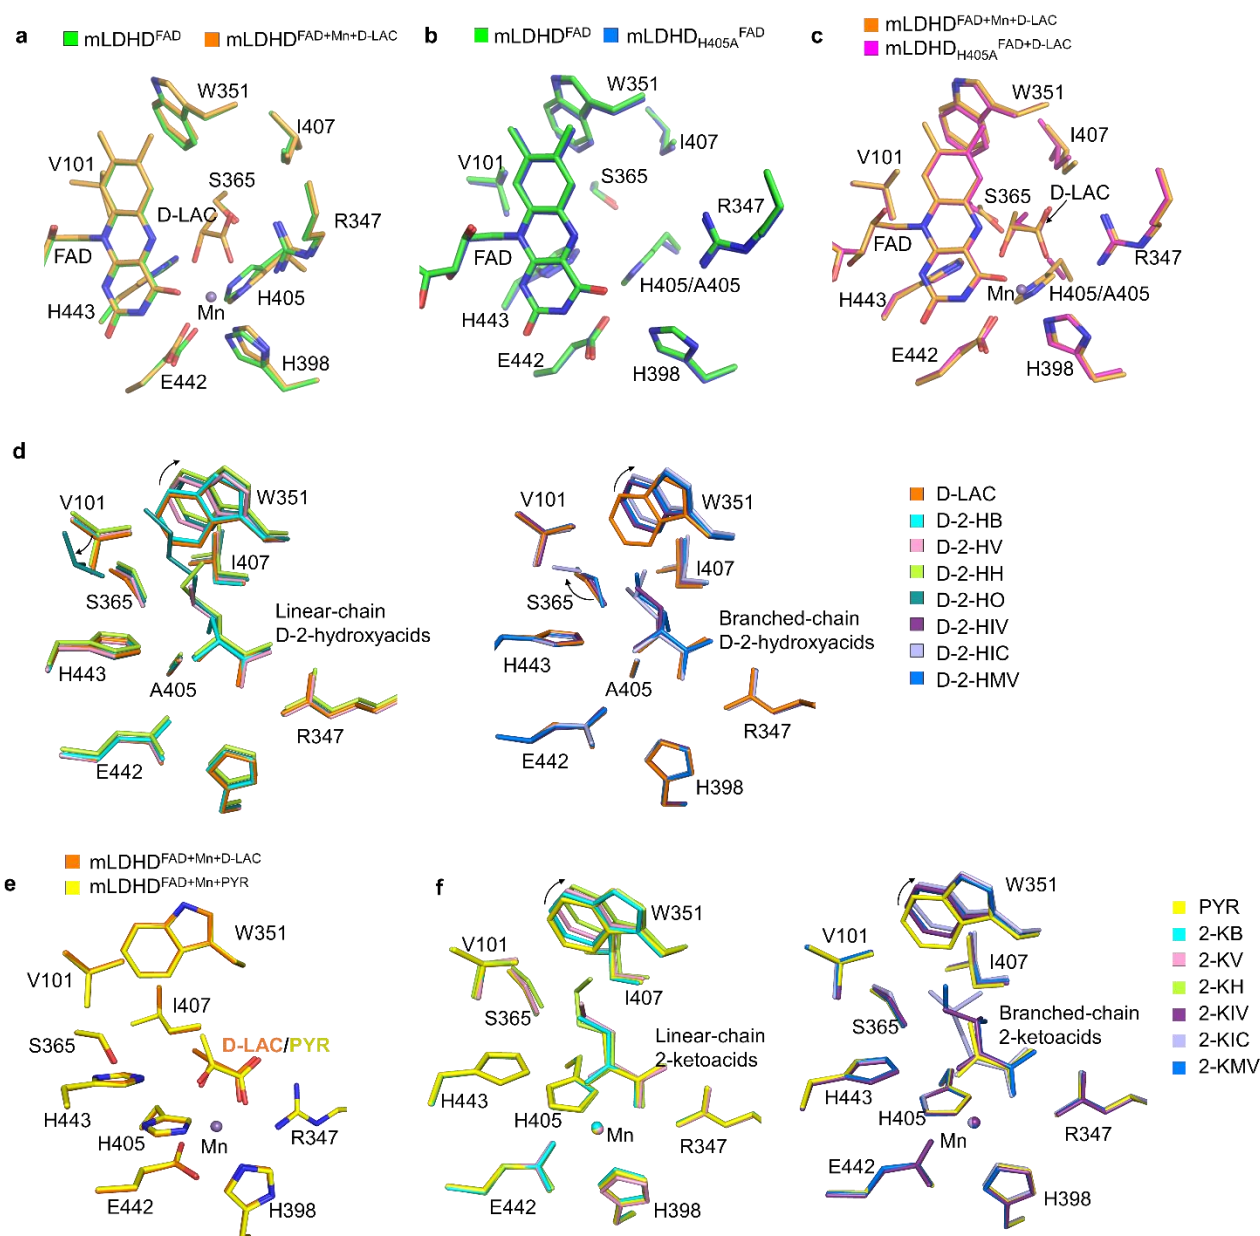 a
mLDHD^FAD
mLDHD^FAD+Mn+D-LAC
W351
I407
V101
S365
D-LAC
R347
FAD
H405
H443
Mn
E442
H398
b
mLDHD^FAD
mLDHD_H405A^FAD
W351
I407
V101
S365
R347
FAD
H405/A405
H443
E442
H398
c
mLDHD^FAD+Mn+D-LAC
mLDHD_H405A^FAD+D-LAC
W351
I407
V101
S365
D-LAC
FAD
R347
H443
Mn
H405/A405
E442
H398
d
W351
V101
I407
S365
Linear-chain
D-2-hydroxyacids
H443
A405
R347
E442
W351
V101
I407
S365
Branched-chain
D-2-hydroxyacids
H443
A405
R347
E442
H398
D-LAC
D-2-HB
D-2-HV
D-2-HH
D-2-HO
D-2-HIV
D-2-HIC
D-2-HMV
e
mLDHD^FAD+Mn+D-LAC
mLDHD^FAD+Mn+PYR
W351
V101
I407
S365
D-LAC/PYR
H443
H405
Mn
R347
E442
H398
f
W351
V101
I407
S365
Linear-chain
2-ketoacids
H443
H405
Mn
R347
E442
H398
W351
V101
I407
S365
Branched-chain
2-ketoacids
H443
H405
Mn
R347
E442
H398
PYR
2-KB
2-KV
2-KH
2-KIV
2-KIC
2-KMV